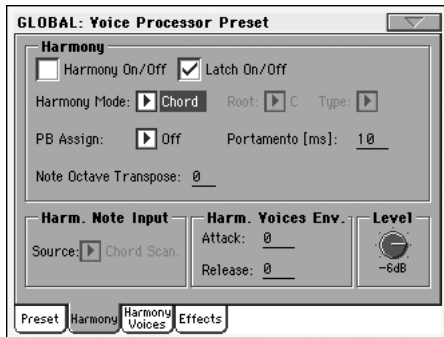 GLOBAL: Voice Processor Preset
Harmony
Harmony On/Off Latch On/Off
Harmony Mode: Chord Root: C Type:
PB Assign: Off Portamento [ms]: 10
Note Octave Transpose: 0
Harm. Note Input Harm. Voices Env. Level
Attack: 0
Source: Chord Scan.
Release: 0 -6dB
Preset Harmony Harmony Voices Effects